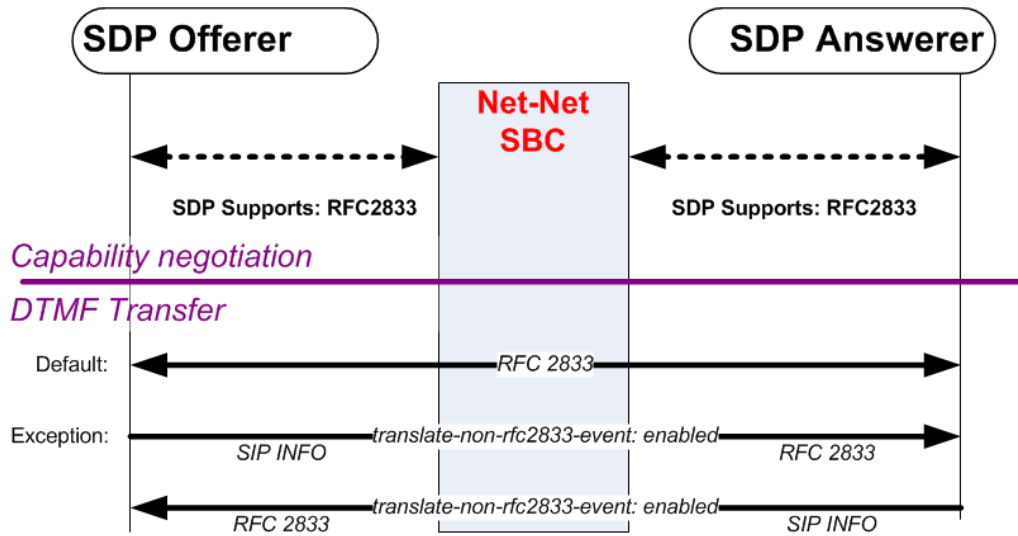 SDP Offerer
SDP Answerer
Net-Net
SBC
SDP Supports: RFC2833
SDP Supports: RFC2833
Capability negotiation
DTMF Transfer
Default:
RFC 2833
Exception:
translate-non-rfc2833-event: enabled
SIP INFO
RFC 2833
translate-non-rfc2833-event: enabled
RFC 2833
SIP INFO